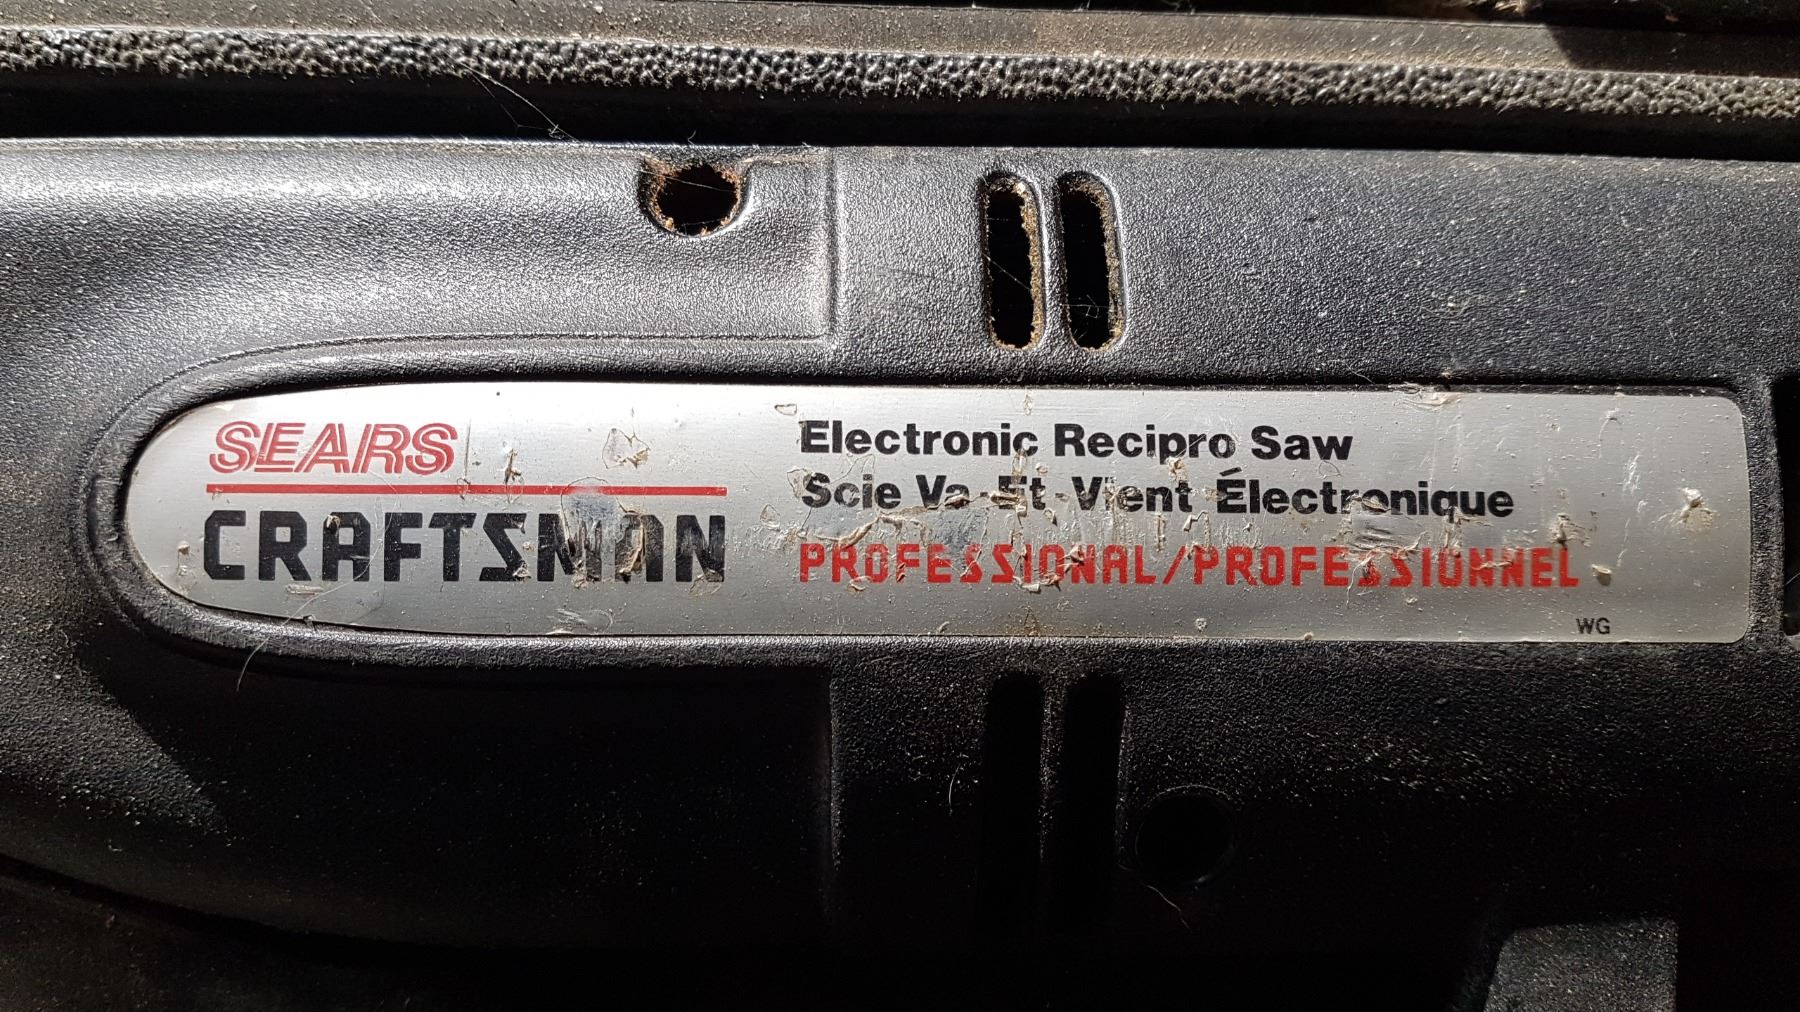 SEARS
CRAFTSMAN
Electronic Recipro Saw
Scie Va-Et-Vient Électronique
PROFESSIONAL/PROFESSIONNEL
WG